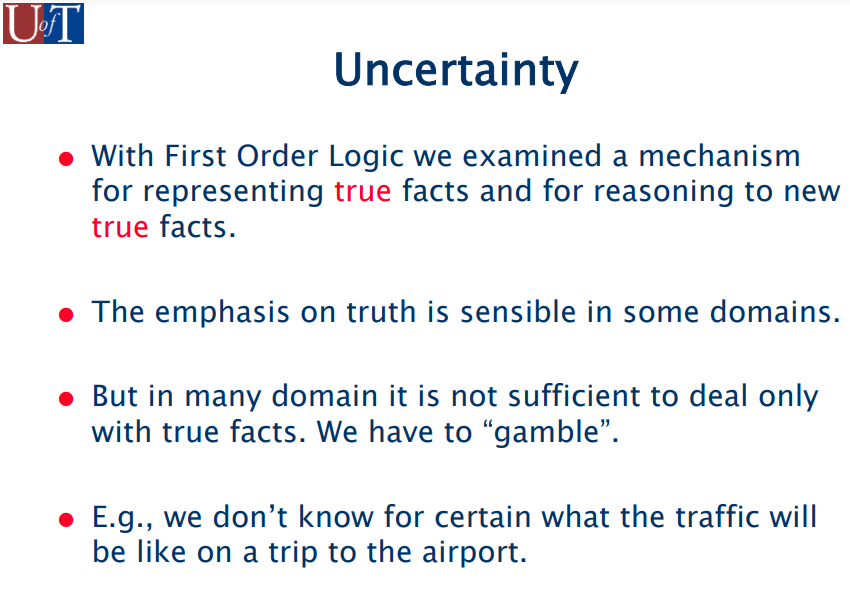 UofT
Uncertainty
With First Order Logic we examined a mechanism
for representing true facts and for reasoning to new
true facts.
The emphasis on truth is sensible in some domains.
But in many domain it is not sufficient to deal only
with true facts. We have to “gamble”.
E.g., we don’t know for certain what the traffic will
be like on a trip to the airport.